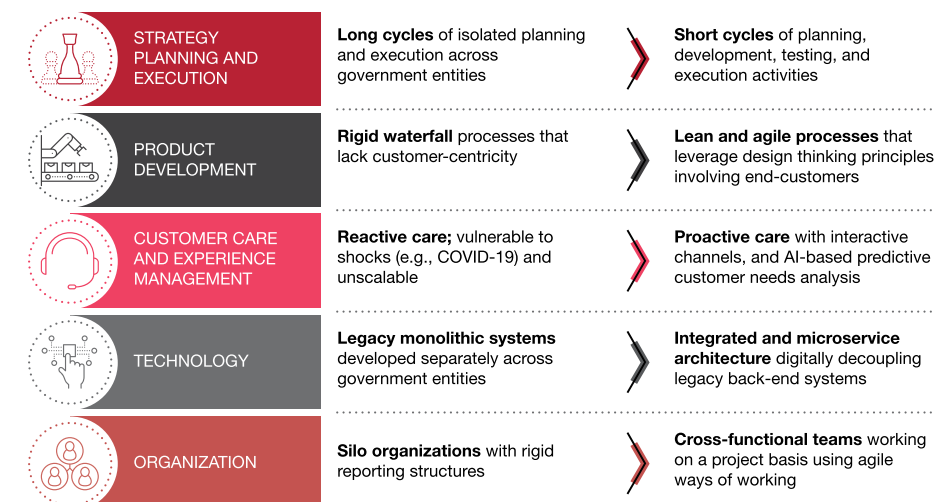 STRATEGY
PLANNING AND
EXECUTION
Long cycles of isolated planning
and execution across
government entities
Short cycles of planning,
development, testing, and
execution activities
PRODUCT
DEVELOPMENT
Rigid waterfall processes that
lack customer-centricity
Lean and agile processes that
leverage design thinking principles
involving end-customers
CUSTOMER CARE
AND EXPERIENCE
MANAGEMENT
Reactive care; vulnerable to
shocks (e.g., COVID-19) and
unscalable
Proactive care with interactive
channels, and AI-based predictive
customer needs analysis
TECHNOLOGY
Legacy monolithic systems
developed separately across
government entities
Integrated and microservice
architecture digitally decoupling
legacy back-end systems
ORGANIZATION
Silo organizations with rigid
reporting structures
Cross-functional teams working
on a project basis using agile
ways of working